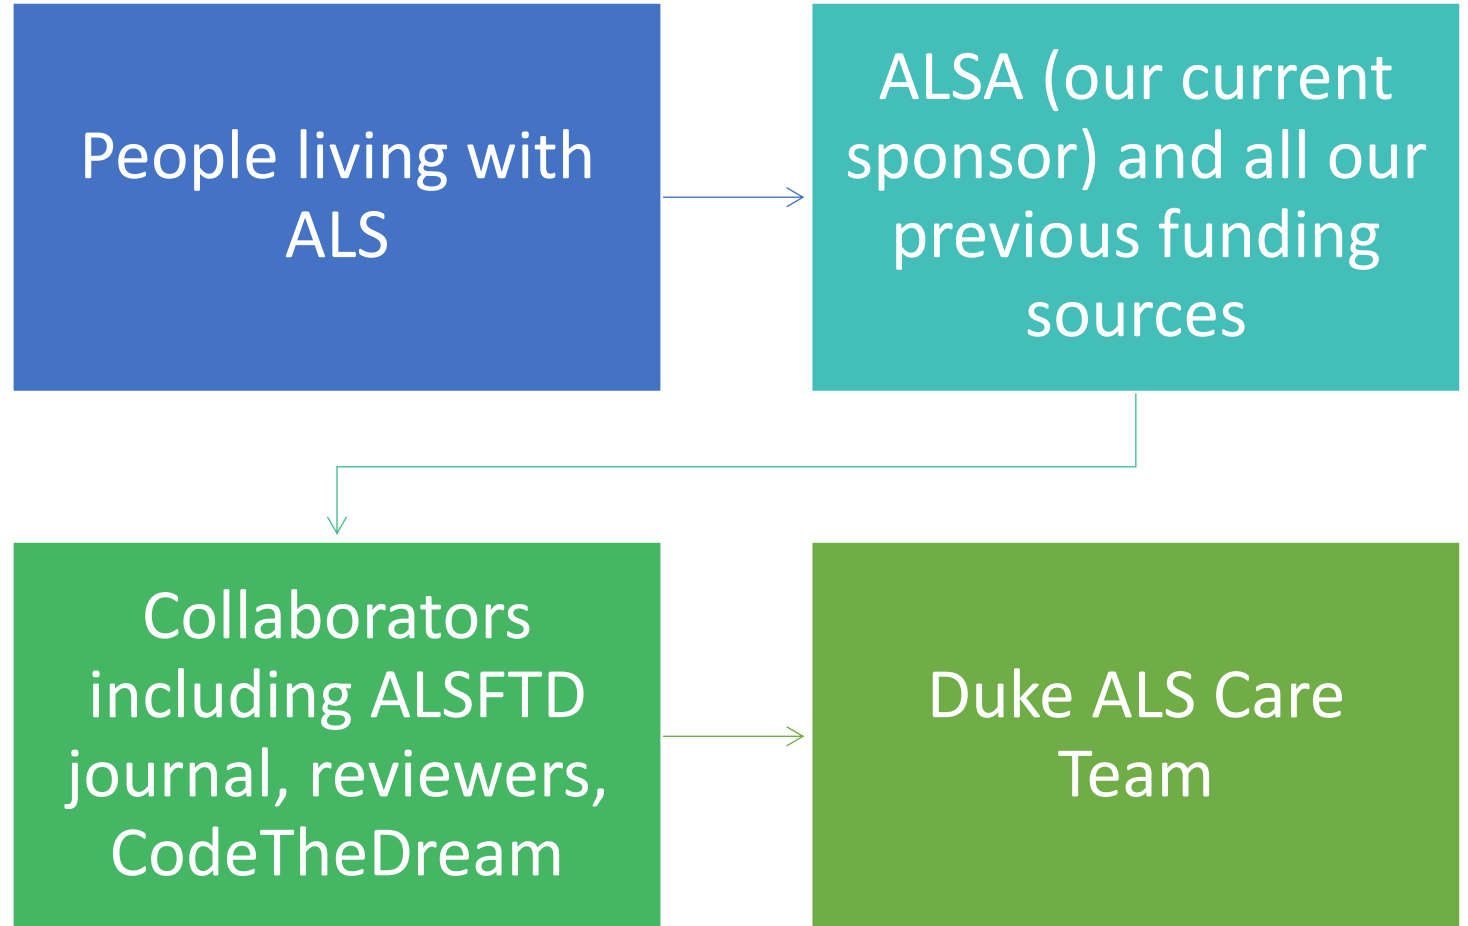 People living with
ALS
ALSA (our current
sponsor) and all our
previous funding
sources
Collaborators
including ALSFTD
journal, reviewers,
CodeTheDream
Duke ALS Care
Team